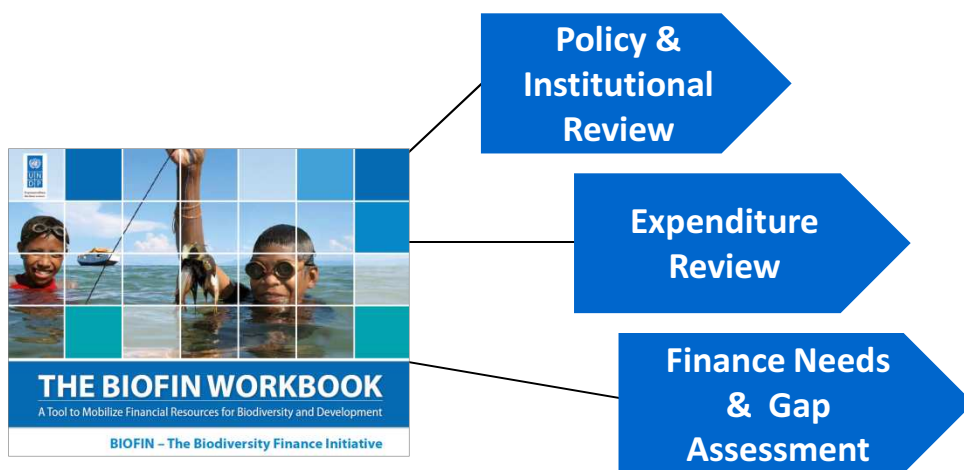 Policy &
Institutional
Review
Expenditure
Review
Finance Needs
& Gap
Assessment
U N
D P
THE BIOFIN WORKBOOK
A Tool to Mobilize Financial Resources for Biodiversity and Development
BIOFIN – The Biodiversity Finance Initiative